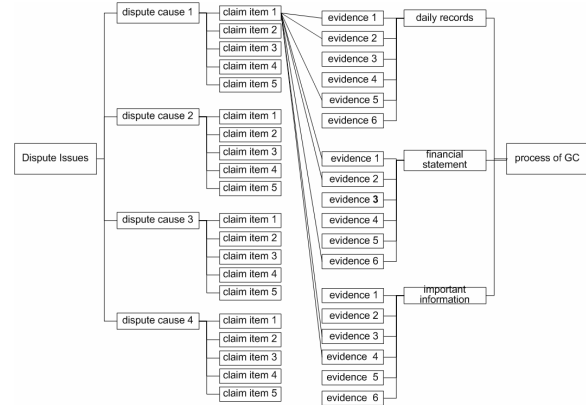 Dispute Issues
dispute cause 1
claim item 1
claim item 2
claim item 3
claim item 4
claim item 5
dispute cause 2
claim item 1
claim item 2
claim item 3
claim item 4
claim item 5
dispute cause 3
claim item 1
claim item 2
claim item 3
claim item 4
claim item 5
dispute cause 4
claim item 1
claim item 2
claim item 3
claim item 4
claim item 5
evidence 1
evidence 2
evidence 3
evidence 4
evidence 5
evidence 6
daily records
evidence 1
evidence 2
evidence 3
evidence 4
evidence 5
evidence 6
financial
statement
evidence 1
evidence 2
evidence 3
evidence 4
evidence 5
evidence 6
important
information
process of GC